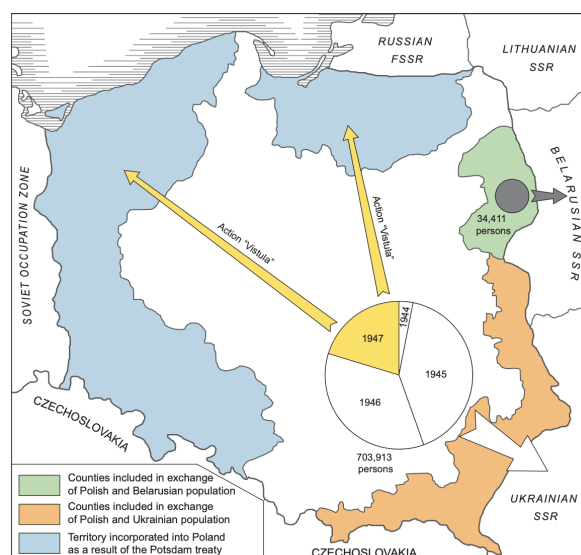 RUSSIAN
FSSR
LITHUANIAN
SSR
BELARUSIAN SSR
SOVIET OCCUPATION ZONE
34,411
persons
Action "Vistula"
Action "Vistula"
1944
1947
1945
1946
703,913
persons
CZECHOSLOVAKIA
UKRAINIAN
SSR
CZECHOSLOVAKIA
Counties included in exchange
of Polish and Belarusian population
Counties included in exchange
of Polish and Ukrainian population
Territory incorporated into Poland
as a result of the Potsdam treaty